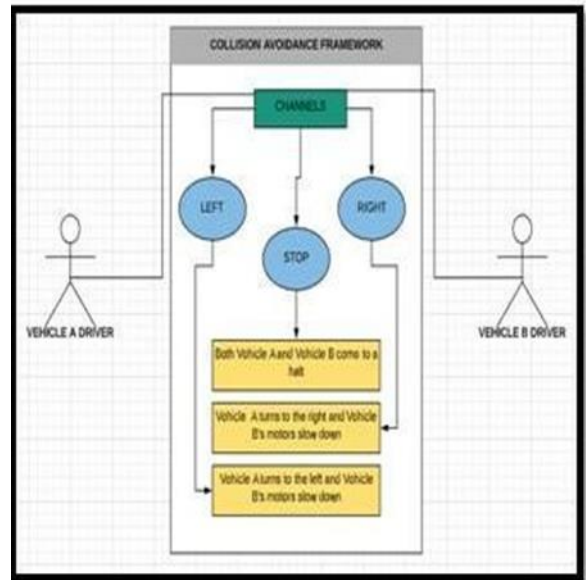 COLLISION AVOIDANCE FRAMEWORK
CHANNELS
LEFT
RIGHT
STOP
VEHICLE A DRIVER
VEHICLE B DRIVER
Both Vehicle A and Vehicle B come to a
halt
Vehicle A turns to the right and Vehicle
B's motors slow down
Vehicle A turns to the left and Vehicle
B's motors slow down